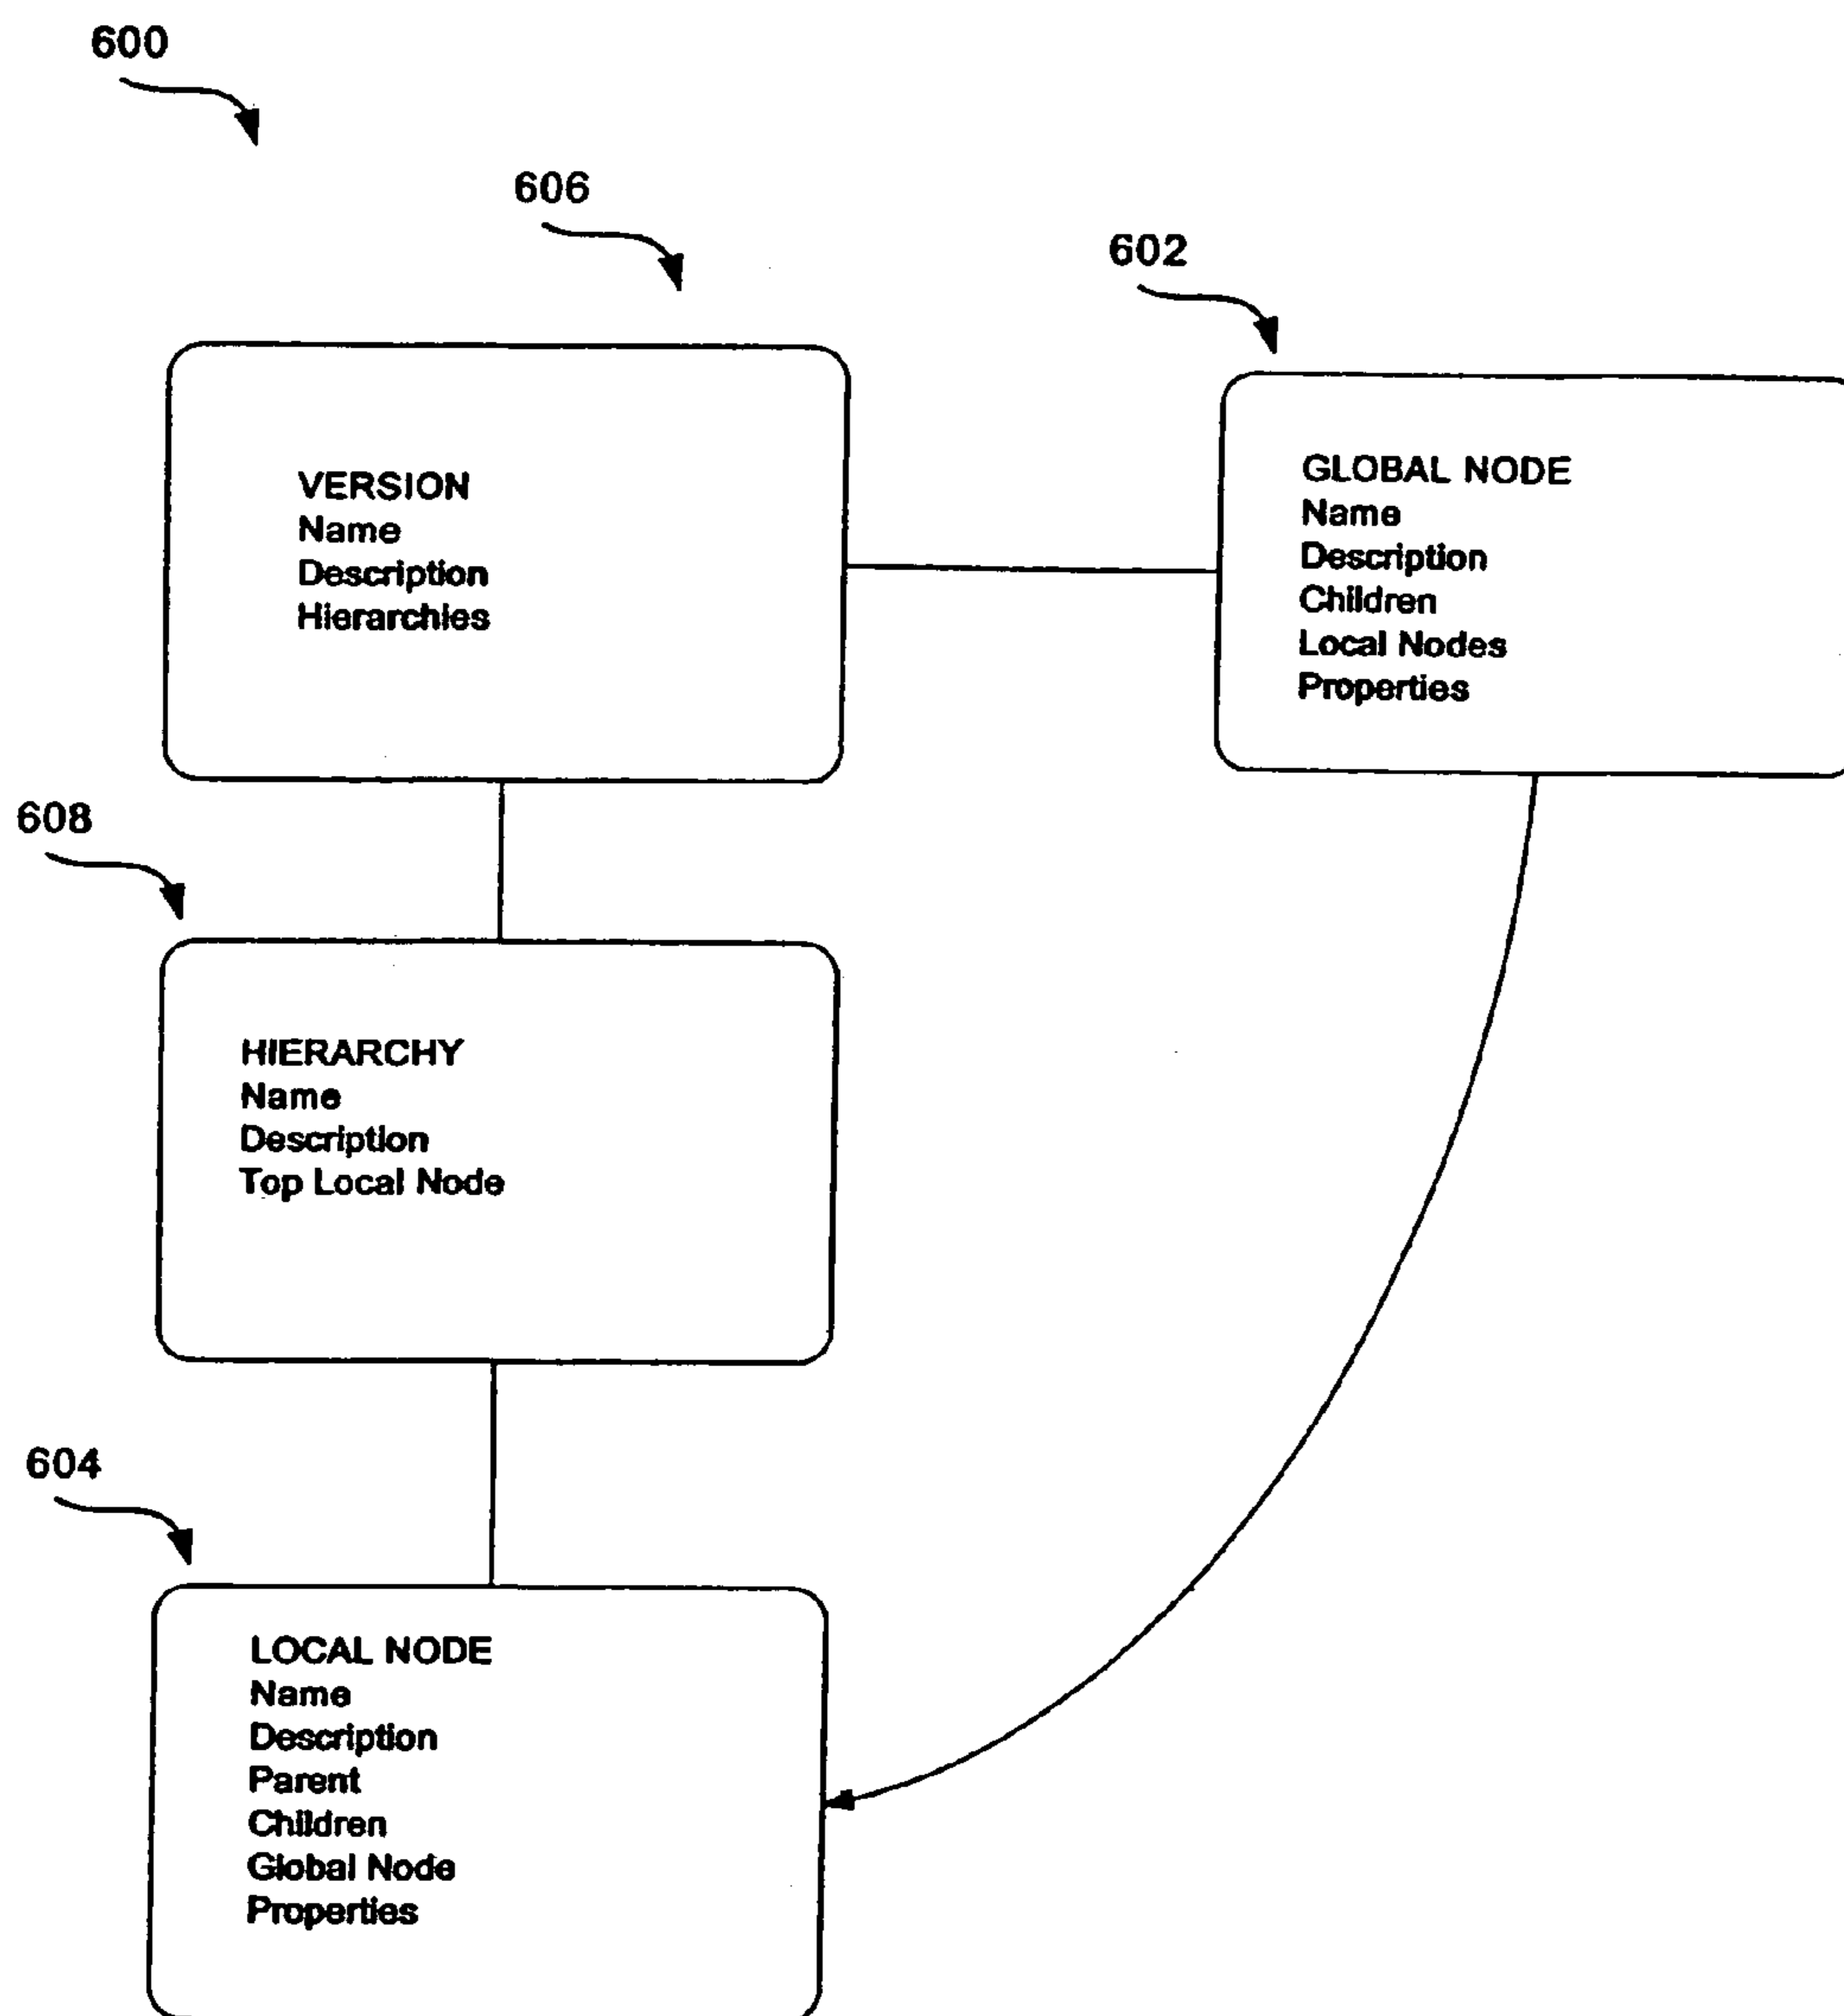 600
606
602
VERSION
Name
Description
Hierarchies
GLOBAL NODE
Name
Description
Children
Local Nodes
Properties
608
HIERARCHY
Name
Description
Top Local Node
604
LOCAL NODE
Name
Description
Parent
Children
Global Node
Properties